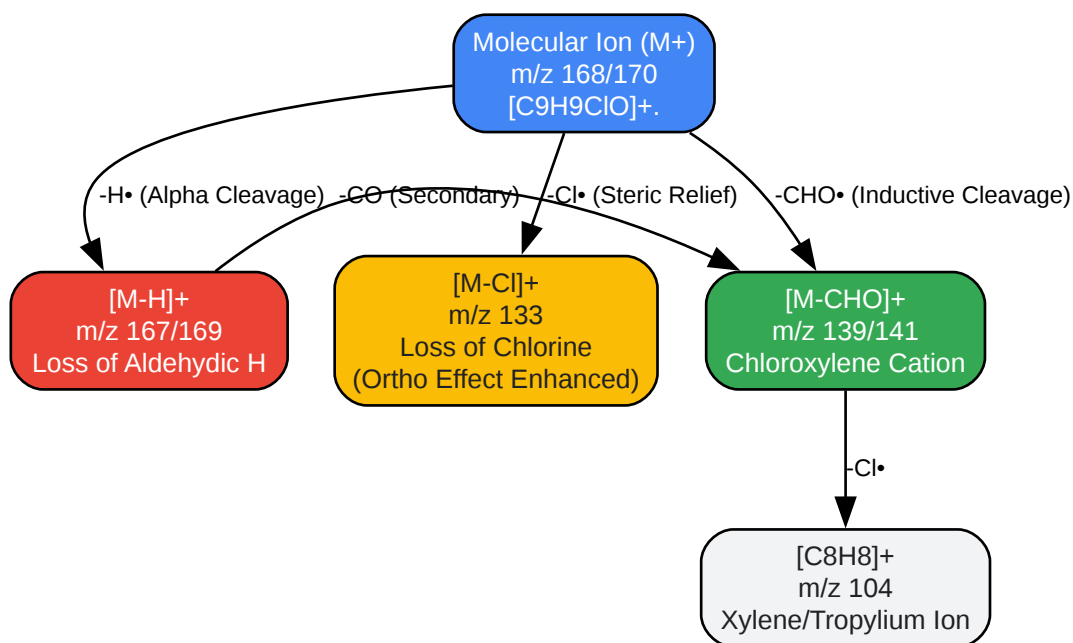 Molecular Ion (M+)
m/z 168/170
[C9H9ClO]+.
-H• (Alpha Cleavage)
-CO (Secondary)
-Cl• (Steric Relief)
-CHO• (Inductive Cleavage)
[M-H]+
m/z 167/169
Loss of Aldehydic H
[M-Cl]+
m/z 133
Loss of Chlorine
(Ortho Effect Enhanced)
[M-CHO]+
m/z 139/141
Chloroxylene Cation
-Cl•
[C8H8]+
m/z 104
Xylene/Tropylium Ion